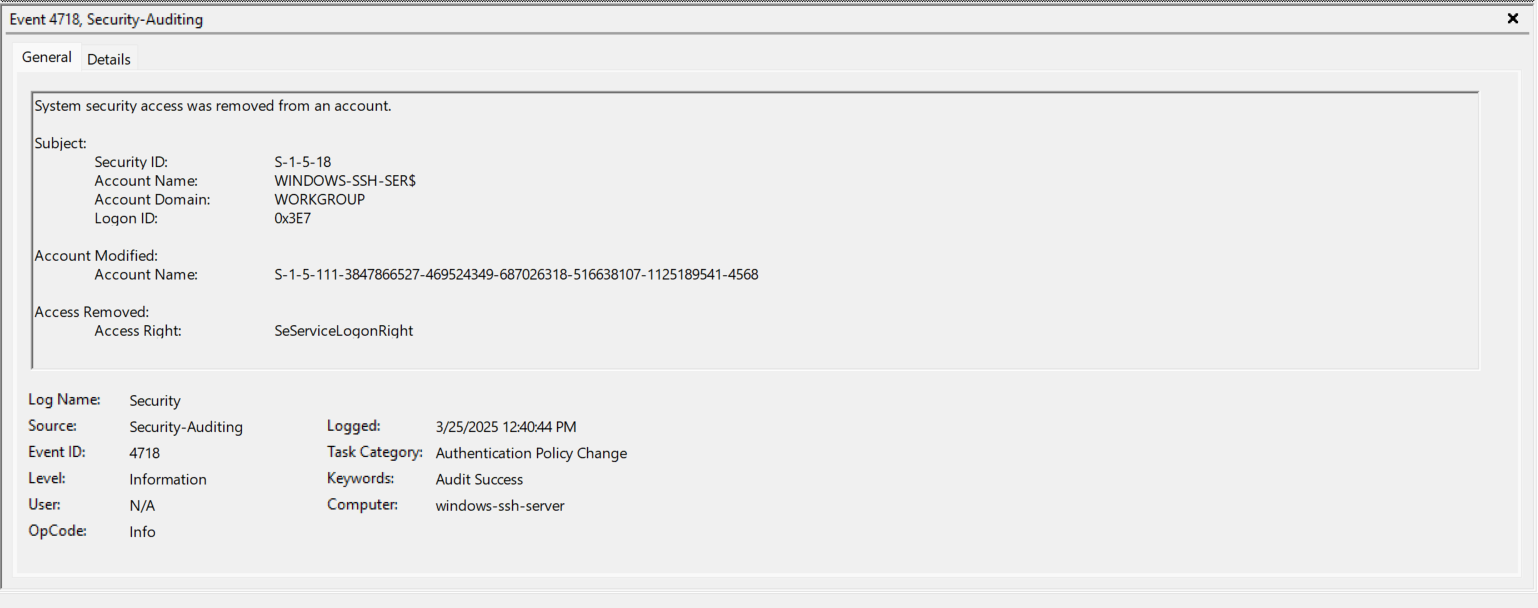 Event 4718, Security-Auditing
General Details
System security access was removed from an account.
Subject:
Security ID: S-1-5-18
Account Name: WINDOWS-SSH-SER$
Account Domain: WORKGROUP
Logon ID: 0x3E7
Account Modified:
Account Name: S-1-5-111-3847866527-469524349-687026318-516638107-1125189541-4568
Access Removed:
Access Right: SeServiceLogonRight
Log Name: Security
Source: Security-Auditing Logged: 3/25/2025 12:40:44 PM
Event ID: 4718 Task Category: Authentication Policy Change
Level: Information Keywords: Audit Success
User: N/A Computer: windows-ssh-server
OpCode: Info